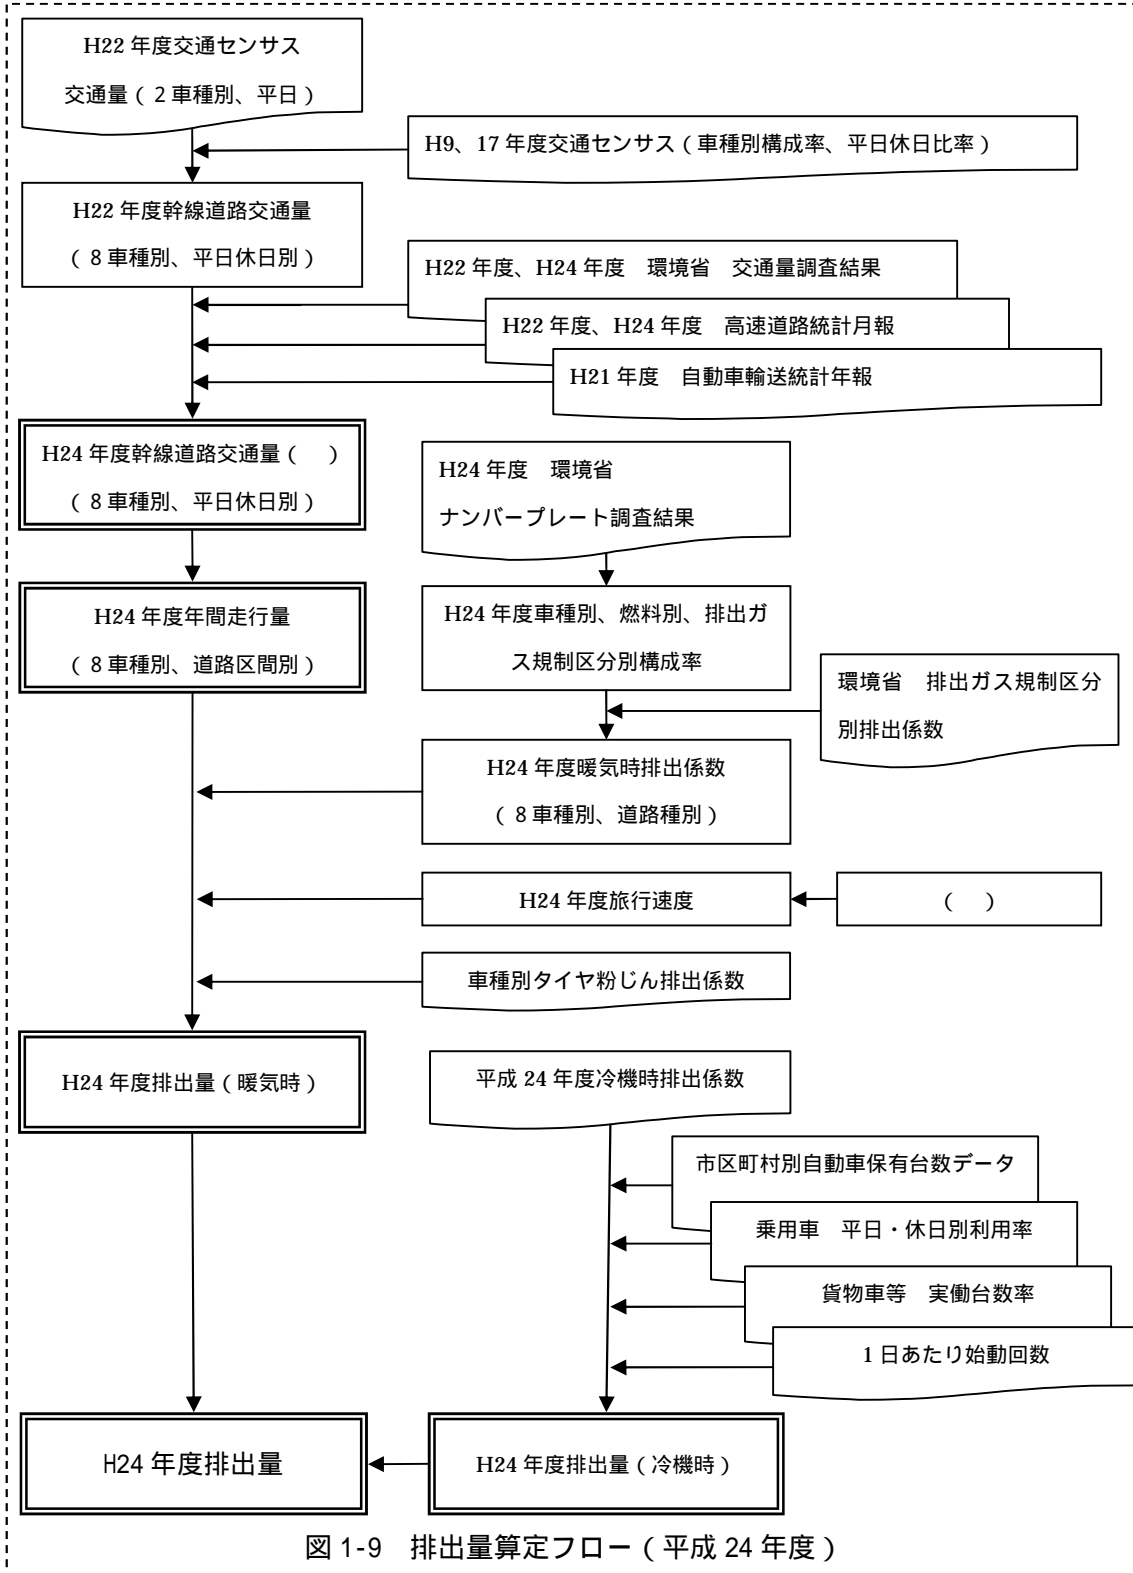 H22 年度交通センサス
交通量（２車種別、平日）
H9、17 年度交通センサス（車種別構成率、平日休日比率）
H22 年度幹線道路交通量
（８車種別、平日休日別）
H22 年度、H24 年度　環境省　交通量調査結果
H22 年度、H24 年度　高速道路統計月報
H21 年度　自動車輸送統計年報
H24 年度幹線道路交通量（　）
（８車種別、平日休日別）
H24 年度　環境省
ナンバープレート調査結果
H24 年度年間走行量
（８車種別、道路区間別）
H24 年度車種別、燃料別、排出ガ
ス規制区分別構成率
環境省　排出ガス規制区分
別排出係数
H24 年度暖気時排出係数
（８車種別、道路種別）
H24 年度旅行速度
（　）
車種別タイヤ粉じん排出係数
H24 年度排出量（暖気時）
平成 24 年度冷機時排出係数
市区町村別自動車保有台数データ
乗用車　平日・休日別利用率
貨物車等　実働台数率
1 日あたり始動回数
H24 年度排出量
H24 年度排出量（冷機時）
図 1-9　排出量算定フロー（平成 24 年度）